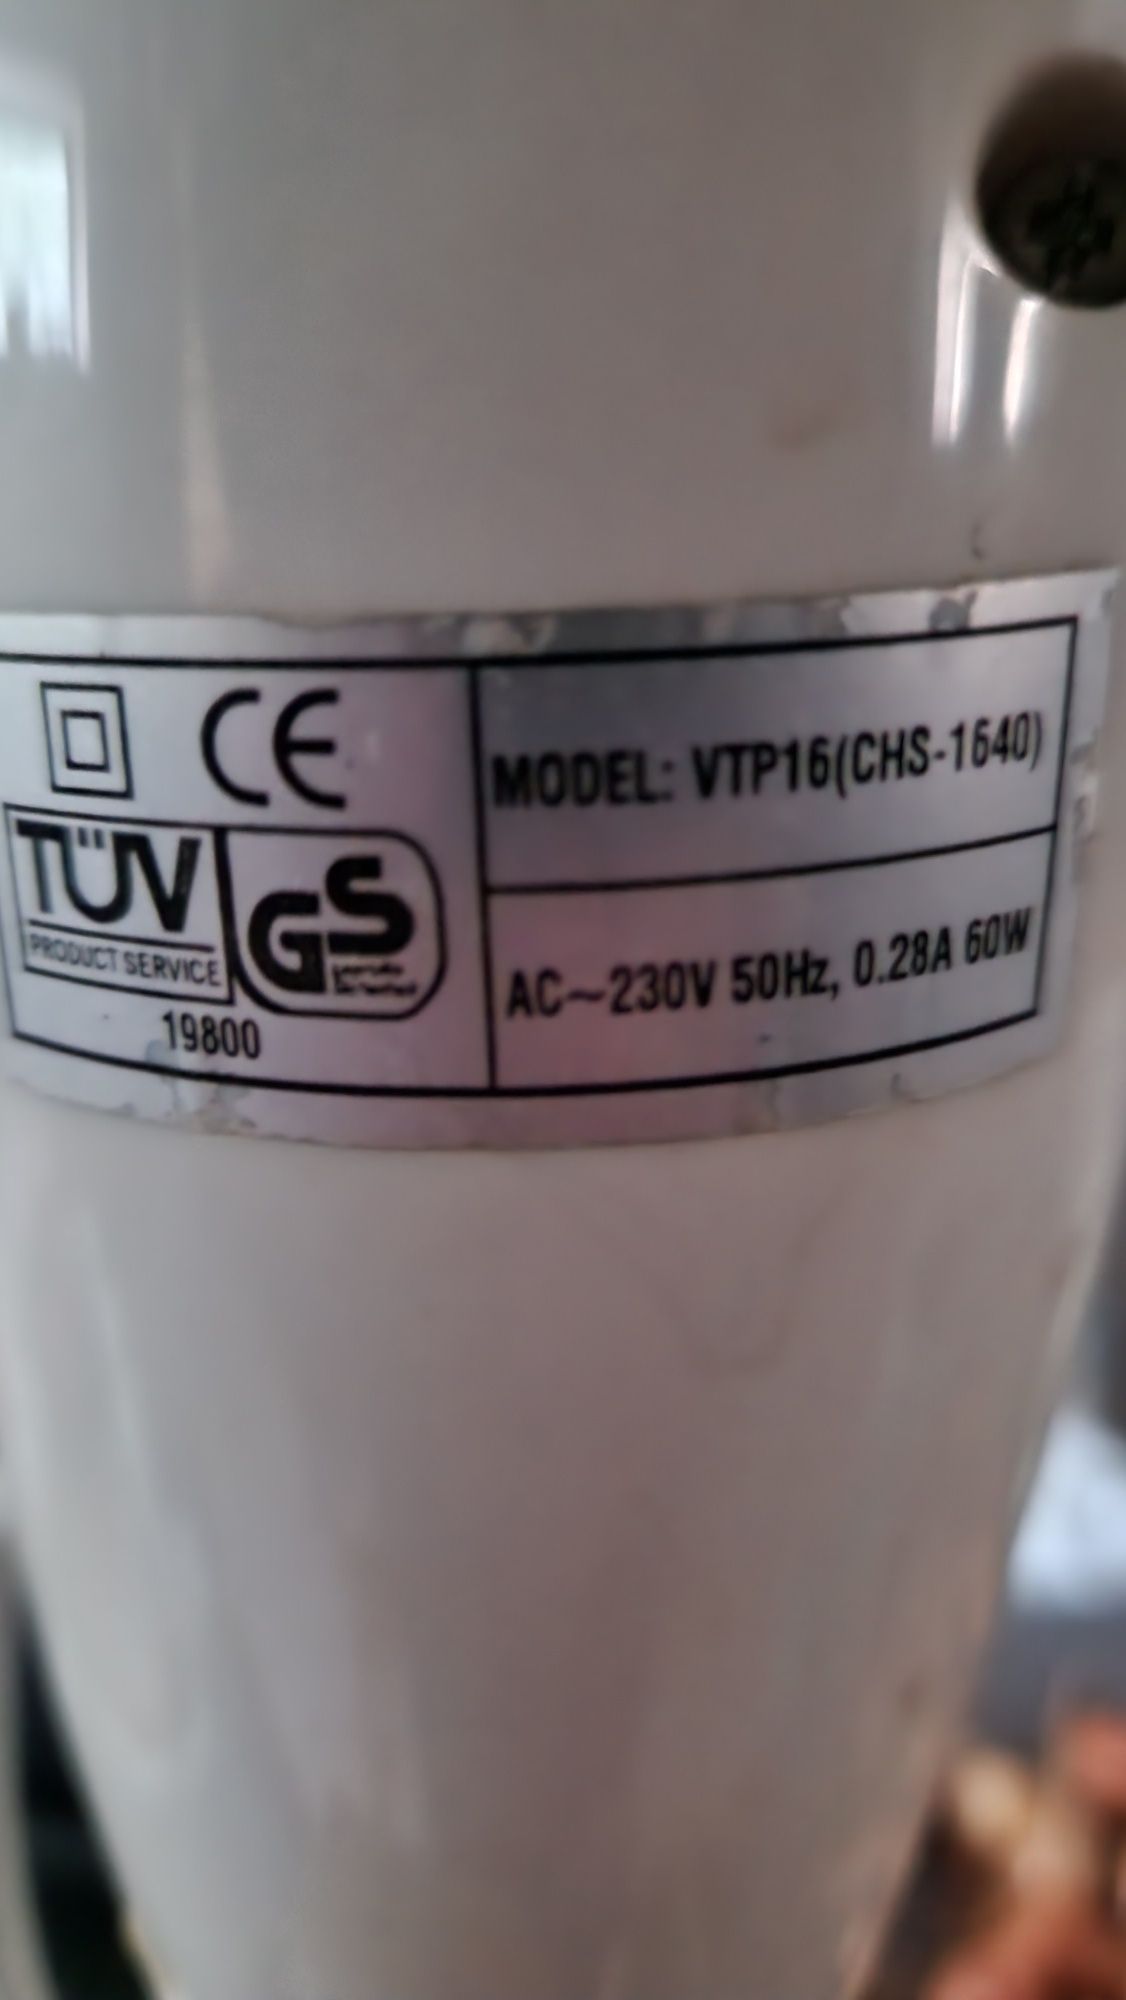 CE
TÜV
PRODUCT SERVICE
GS
19800
MODEL: VTP16(CHS-1640)
AC~230V 50Hz, 0.28A 60W